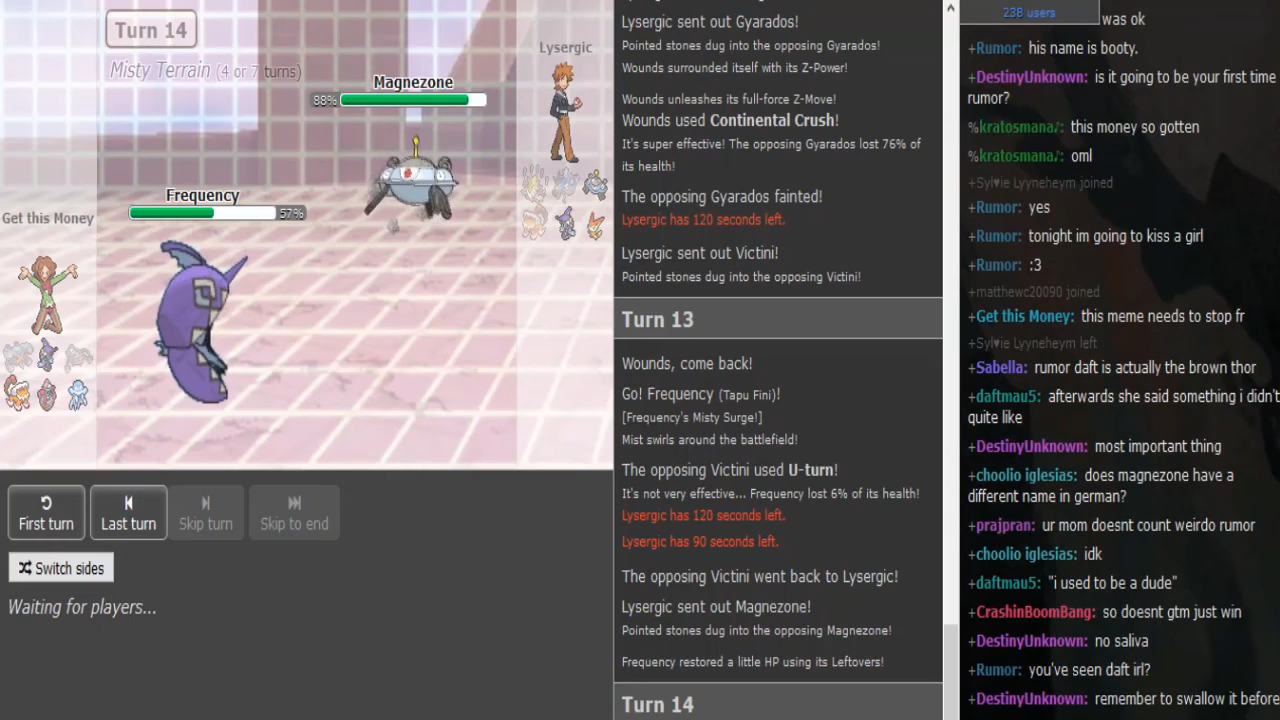 Turn 14
Misty Terrain (4 or 7 turns)
Magnezone
88%
Lysergic
Frequency
57%
Get this Money
First turn
Last turn
Skip turn
Skip to end
Switch sides
Waiting for players...
Lysergic sent out Gyarados!
Pointed stones dug into the opposing Gyarados!
Wounds surrounded itself with its Z-Power!
Wounds unleashes its full-force Z-Move!
Wounds used Continental Crush!
It's super effective! The opposing Gyarados lost 76% of
its health!
The opposing Gyarados fainted!
Lysergic has 120 seconds left.
Lysergic sent out Victini!
Pointed stones dug into the opposing Victini!
Turn 13
Wounds, come back!
Go! Frequency (Tapu Fini)!
[Frequency's Misty Surge!]
Mist swirls around the battlefield!
The opposing Victini used U-turn!
It's not very effective... Frequency lost 6% of its health!
Lysergic has 120 seconds left.
Lysergic has 90 seconds left.
The opposing Victini went back to Lysergic!
Lysergic sent out Magnezone!
Pointed stones dug into the opposing Magnezone!
Frequency restored a little HP using its Leftovers!
Turn 14
238 users
was ok
+Rumor: his name is booty.
+DestinyUnknown: is it going to be your first time
rumor?
%kratosmana♪: this money so gotten
%kratosmana♪: oml
+Syl♥ie Lyyneheym joined
+Rumor: yes
+Rumor: tonight im going to kiss a girl
+Rumor: :3
+matthewc20090 joined
+Get this Money: this meme needs to stop fr
+Syl♥ie Lyyneheym left
+Sabella: rumor daft is actually the brown thor
+daftmau5: afterwards she said something i didn't
quite like
+DestinyUnknown: most important thing
+choolio iglesias: does magnezone have a
different name in german?
+prajpran: ur mom doesnt count weirdo rumor
+choolio iglesias: idk
+daftmau5: "i used to be a dude"
+CrashinBoomBang: so doesnt gtm just win
+DestinyUnknown: no saliva
+Rumor: you've seen daft irl?
+DestinyUnknown: remember to swallow it before